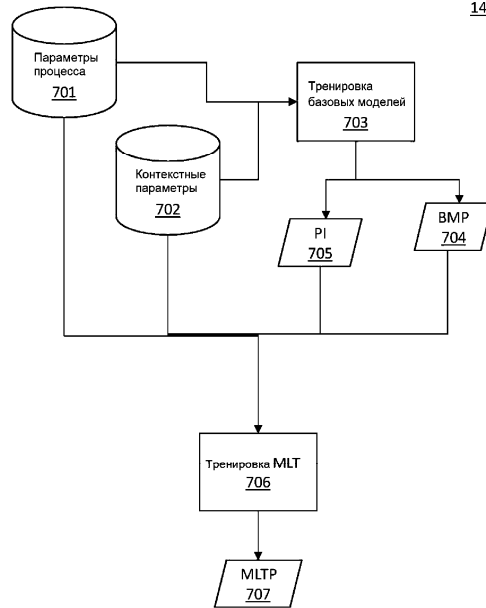 14
Параметры
процесса
701
Тренировка
базовых моделей
703
Контекстные
параметры
702
PI
705
BMP
704
Тренировка MLT
706
MLTP
707